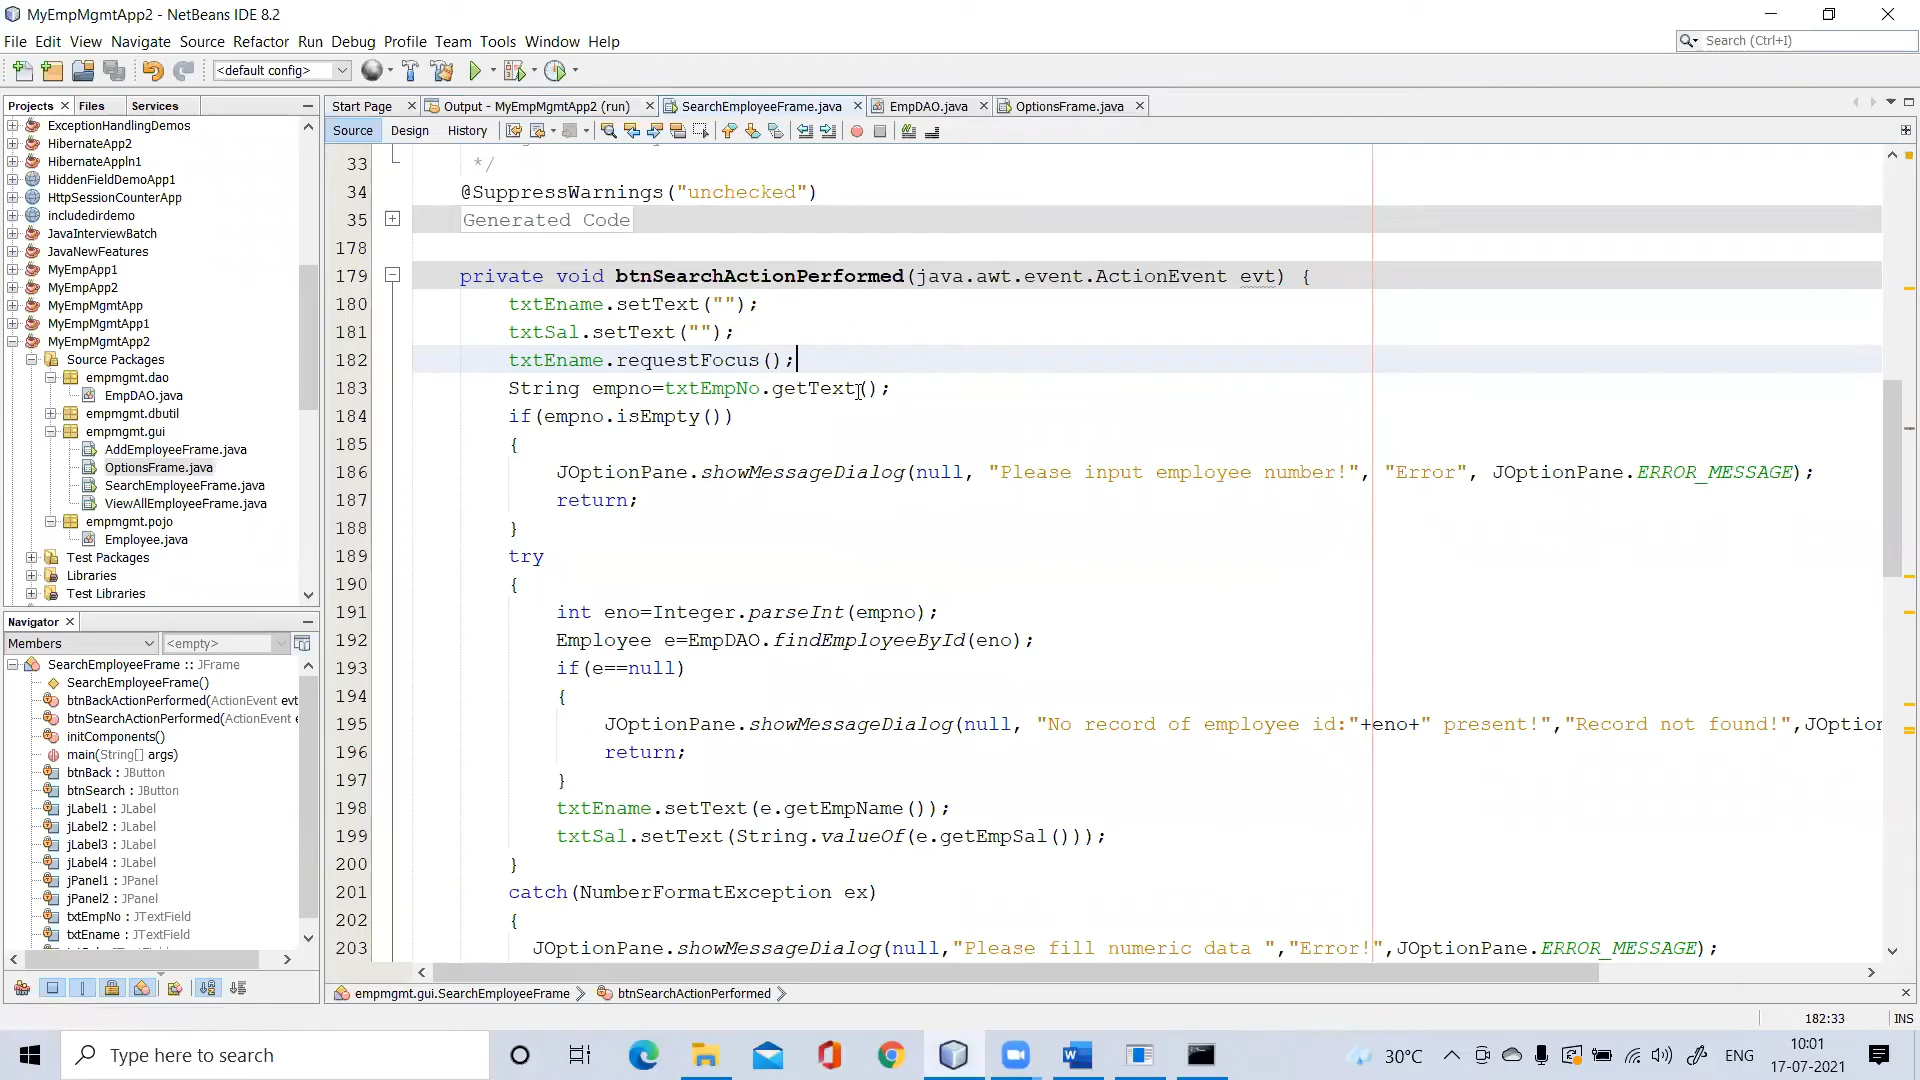 MyEmpMgmtApp2 - NetBeans IDE 8.2
File Edit View Navigate Source Refactor Run Debug Profile Team Tools Window Help
Search (Ctrl+I)
<default config>
Projects Files Services
Start Page Output - MyEmpMgmtApp2 (run) SearchEmployeeFrame.java EmpDAO.java OptionsFrame.java
Source Design History
ExceptionHandlingDemos
HibernateApp2
HibernateAppln1
HiddenFieldDemoApp1
HttpSessionCounterApp
includedirdemo
JavaInterviewBatch
JavaNewFeatures
MyEmpApp1
MyEmpApp2
MyEmpMgmtApp
MyEmpMgmtApp1
MyEmpMgmtApp2
Source Packages
empmgmt.dao
EmpDAO.java
empmgmt.dbutil
empmgmt.gui
AddEmployeeFrame.java
OptionsFrame.java
SearchEmployeeFrame.java
ViewAllEmployeeFrame.java
empmgmt.pojo
Employee.java
Test Packages
Libraries
Test Libraries
Navigator
Members <empty>
SearchEmployeeFrame :: JFrame
SearchEmployeeFrame()
btnBackActionPerformed(ActionEvent evt
btnSearchActionPerformed(ActionEvent e
initComponents()
main(String[] args)
btnBack : JButton
btnSearch : JButton
jLabel1 : JLabel
jLabel2 : JLabel
jLabel3 : JLabel
jLabel4 : JLabel
jPanel1 : JPanel
jPanel2 : JPanel
txtEmpNo : JTextField
txtEname : JTextField
33 */
34 @SuppressWarnings("unchecked")
35 Generated Code
178
179 private void btnSearchActionPerformed(java.awt.event.ActionEvent evt) {
180 txtEname.setText("");
181 txtSal.setText("");
182 txtEname.requestFocus();
183 String empno=txtEmpNo.getText();
184 if(empno.isEmpty())
185 {
186 JOptionPane.showMessageDialog(null, "Please input employee number!", "Error", JOptionPane.ERROR_MESSAGE);
187 return;
188 }
189 try
190 {
191 int eno=Integer.parseInt(empno);
192 Employee e=EmpDAO.findEmployeeById(eno);
193 if(e==null)
194 {
195 JOptionPane.showMessageDialog(null, "No record of employee id:"+eno+" present!","Record not found!",JOption
196 return;
197 }
198 txtEname.setText(e.getEmpName());
199 txtSal.setText(String.valueOf(e.getEmpSal()));
200 }
201 catch(NumberFormatException ex)
202 {
203 JOptionPane.showMessageDialog(null,"Please fill numeric data ","Error!",JOptionPane.ERROR_MESSAGE);
empmgmt.gui.SearchEmployeeFrame btnSearchActionPerformed
182:33 INS
Type here to search
30°C ENG
10:01
17-07-2021